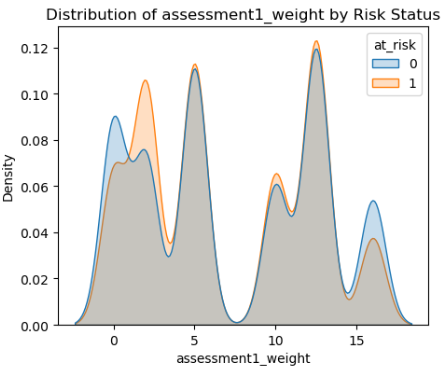 Distribution of assessment1_weight by Risk Status
at_risk
0
1
Density
0.12
0.10
0.08
0.06
0.04
0.02
0.00
0 5 10 15
assessment1_weight